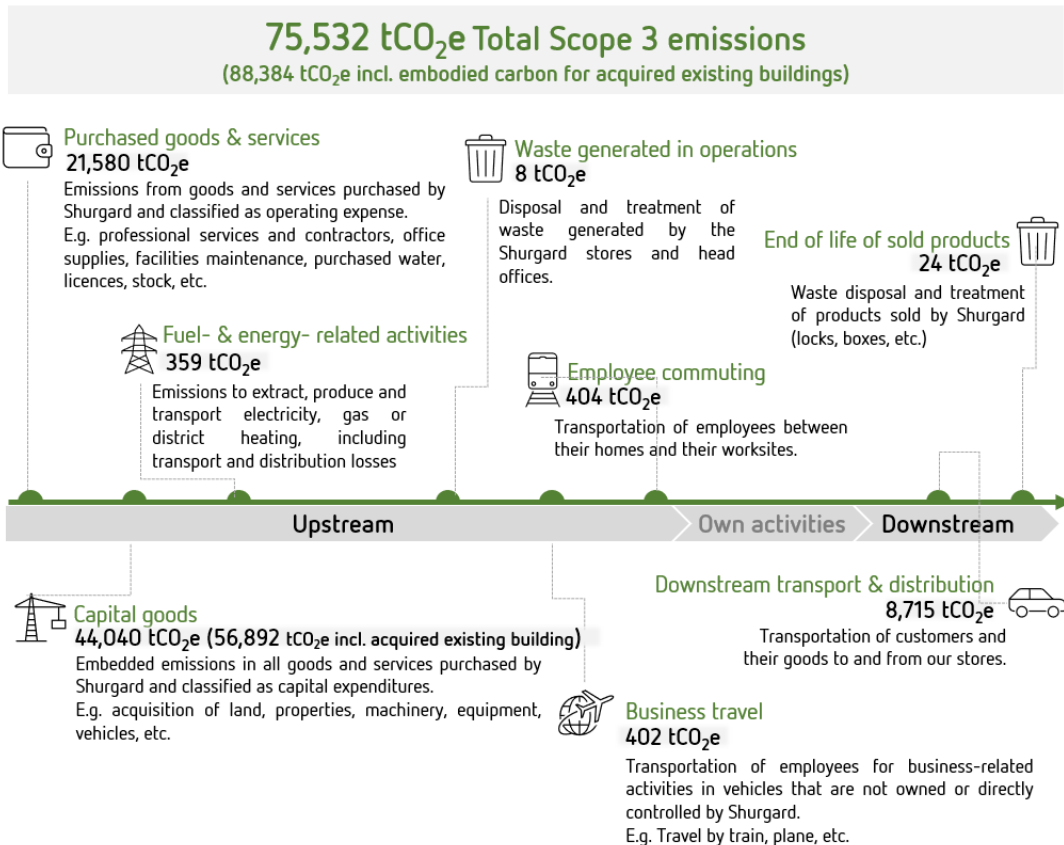 75,532 tCO₂e Total Scope 3 emissions
(88,384 tCO₂e incl. embodied carbon for acquired existing buildings)
Purchased goods & services
21,580 tCO₂e
Emissions from goods and services purchased by
Shurgard and classified as operating expense.
E.g. professional services and contractors, office
supplies, facilities maintenance, purchased water,
licences, stock, etc.
Waste generated in operations
8 tCO₂e
Disposal and treatment of
waste generated by the
Shurgard stores and head
offices.
End of life of sold products
24 tCO₂e
Waste disposal and treatment
of products sold by Shurgard
(locks, boxes, etc.)
Fuel- & energy- related activities
359 tCO₂e
Emissions to extract, produce and
transport electricity, gas or
district heating, including
transport and distribution losses
Employee commuting
404 tCO₂e
Transportation of employees between
their homes and their worksites.
Upstream
Own activities
Downstream
Capital goods
44,040 tCO₂e (56,892 tCO₂e incl. acquired existing building)
Embedded emissions in all goods and services purchased by
Shurgard and classified as capital expenditures.
E.g. acquisition of land, properties, machinery, equipment,
vehicles, etc.
Downstream transport & distribution
8,715 tCO₂e
Transportation of customers and
their goods to and from our stores.
Business travel
402 tCO₂e
Transportation of employees for business-related
activities in vehicles that are not owned or directly
controlled by Shurgard.
E.g. Travel by train, plane, etc.